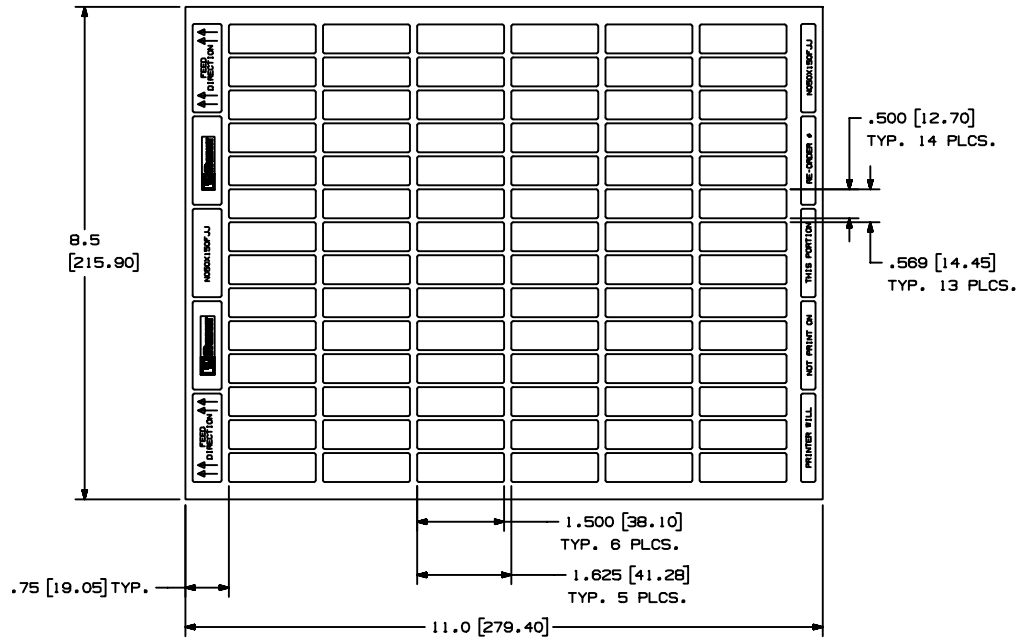 FEED
DIRECTION
N050X150FJJ
FEED
DIRECTION
N050X150FJJ
RE-ORDER #
THIS PORTION
NOT PRINT ON
PRINTER WILL
.500 [12.70]
TYP. 14 PLCS.
.569 [14.45]
TYP. 13 PLCS.
8.5
[215.90]
1.500 [38.10]
TYP. 6 PLCS.
1.625 [41.28]
TYP. 5 PLCS.
.75 [19.05] TYP.
11.0 [279.40]